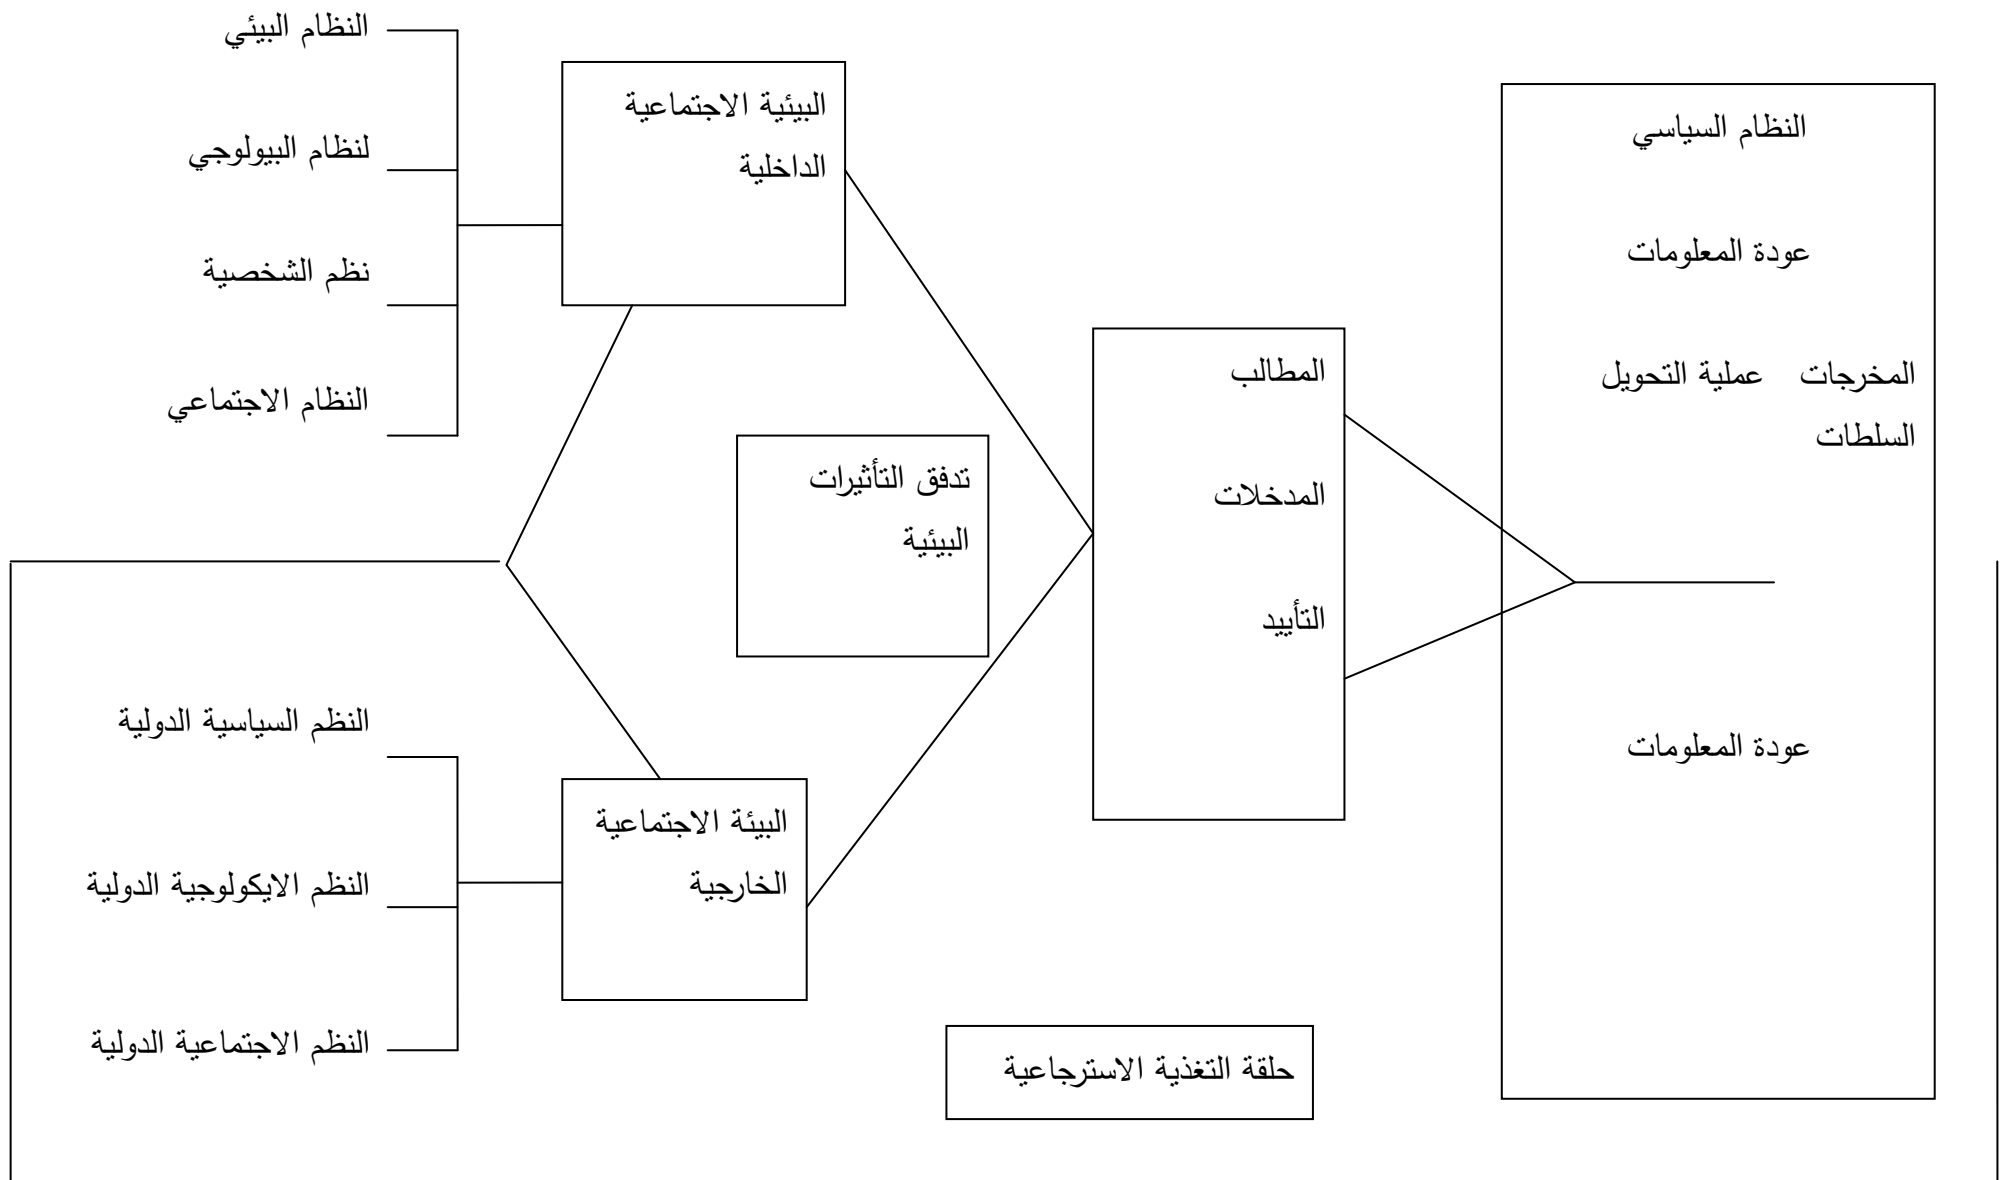 النظام البيئي
لنظام البيولوجي
نظم الشخصية
النظام الاجتماعي
البيئية الاجتماعية
الداخلية
تدفق التأثيرات
البيئية
المطالب
المدخلات
التأييد
النظام السياسي
عودة المعلومات
المخرجات عملية التحويل
السلطات
عودة المعلومات
النظم السياسية الدولية
النظم الايكولوجية الدولية
النظم الاجتماعية الدولية
البيئة الاجتماعية
الخارجية
حلقة التغذية الاسترجاعية